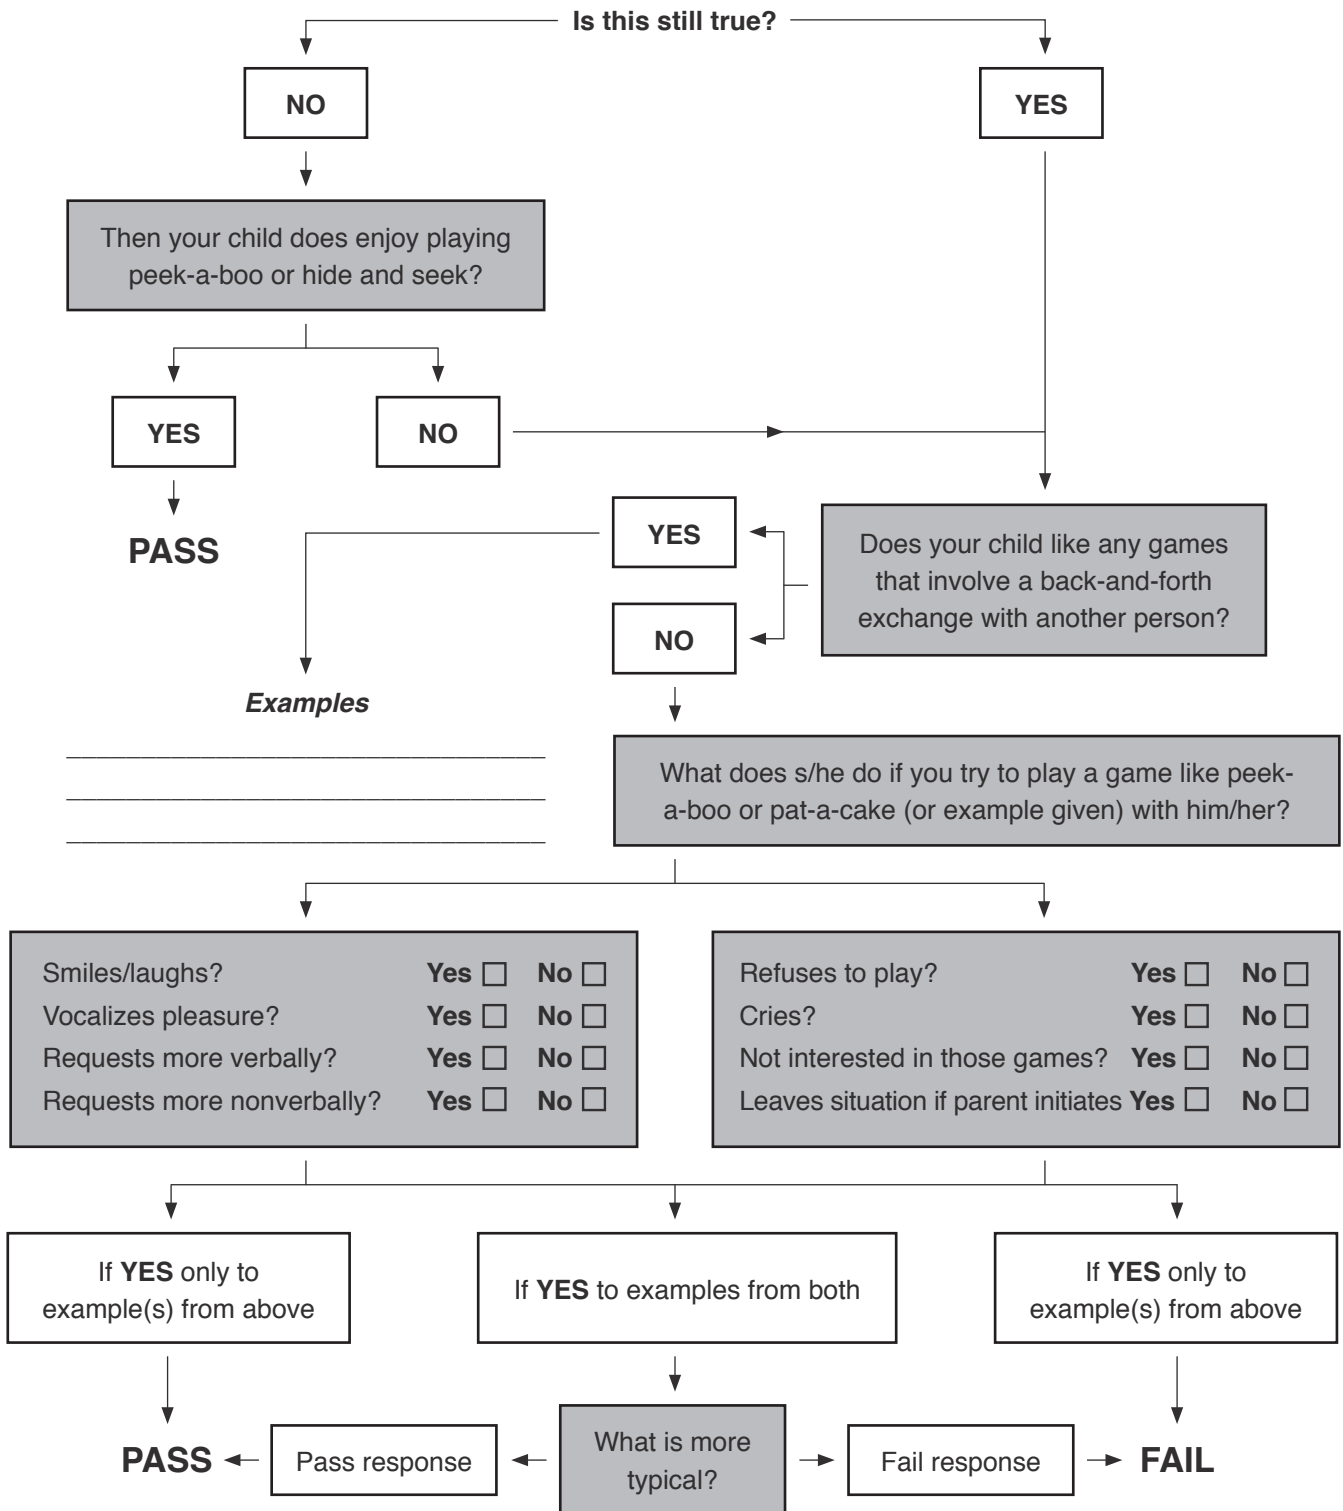 Is this still true?
NO
YES
Then your child does enjoy playing
peek-a-boo or hide and seek?
YES
NO
PASS
YES
Does your child like any games
that involve a back-and-forth
exchange with another person?
NO
Examples
What does s/he do if you try to play a game like peek-
a-boo or pat-a-cake (or example given) with him/her?
Smiles/laughs? Yes No
Vocalizes pleasure? Yes No
Requests more verbally? Yes No
Requests more nonverbally? Yes No
Refuses to play? Yes No
Cries? Yes No
Not interested in those games? Yes No
Leaves situation if parent initiates Yes No
If YES only to
example(s) from above
If YES to examples from both
If YES only to
example(s) from above
PASS
Pass response
What is more
typical?
Fail response
FAIL